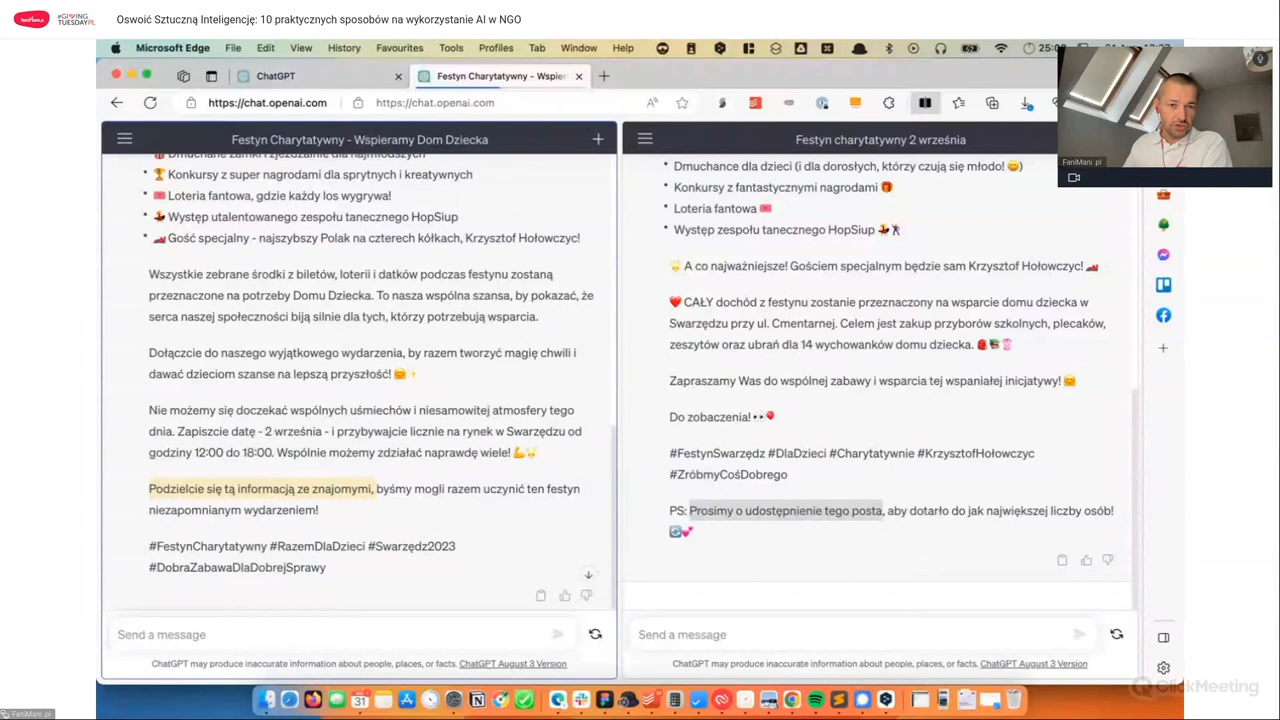 FaniMani.pl
#GIVING
TUESDAYPL
Oswoić Sztuczną Inteligencję: 10 praktycznych sposobów na wykorzystanie AI w NGO
Microsoft Edge File Edit View History Favourites Tools Profiles Tab Window Help
ChatGPT
Festyn Charytatywny - Wspier
https://chat.openai.com
https://chat.openai.com
FaniMani .pl
Festyn Charytatywny - Wspieramy Dom Dziecka
🎁 Dmuchane zamki i zjeżdżanie dla najmłodszych
• 🏆 Konkursy z super nagrodami dla sprytnych i kreatywnych
• 🎟️ Loteria fantowa, gdzie każdy los wygrywa!
• 💃 Występ utalentowanego zespołu tanecznego HopSiup
• 🏎️ Gość specjalny - najszybszy Polak na czterech kółkach, Krzysztof Hołowczyc!
Wszystkie zebrane środki z biletów, loterii i datków podczas festynu zostaną
przeznaczone na potrzeby Domu Dziecka. To nasza wspólna szansa, by pokazać, że
serca naszej społeczności biją silnie dla tych, którzy potrzebują wsparcia.
Dołączcie do naszego wyjątkowego wydarzenia, by razem tworzyć magię chwili i
dawać dzieciom szanse na lepszą przyszłość! 🤗✨
Nie możemy się doczekać wspólnych uśmiechów i niesamowitej atmosfery tego
dnia. Zapiszcie datę - 2 września - i przybywajcie licznie na rynek w Swarzędzu od
godziny 12:00 do 18:00. Wspólnie możemy zdziałać naprawdę wiele! 💪🌟
Podzielcie się tą informacją ze znajomymi, byśmy mogli razem uczynić ten festyn
niezapomnianym wydarzeniem!
#FestynCharytatywny #RazemDlaDzieci #Swarzędz2023
#DobraZabawaDlaDobrejSprawy
Send a message
ChatGPT may produce inaccurate information about people, places, or facts. ChatGPT August 3 Version
Festyn charytatywny 2 września
• Dmuchance dla dzieci (i dla dorosłych, którzy czują się młodo! 😄)
• Konkursy z fantastycznymi nagrodami 🎁
• Loteria fantowa 🎟️
• Występ zespołu tanecznego HopSiup 💃🕺
🌟 A co najważniejsze! Gościem specjalnym będzie sam Krzysztof Hołowczyc! 🏎️
❤️ CAŁY dochód z festynu zostanie przeznaczony na wsparcie domu dziecka w
Swarzędzu przy ul. Cmentarnej. Celem jest zakup przyborów szkolnych, plecaków,
zeszytów oraz ubrań dla 14 wychowanków domu dziecka. 🎒📚👚
Zapraszamy Was do wspólnej zabawy i wsparcia tej wspaniałej inicjatywy! 🤗
Do zobaczenia! 👀🎈
#FestynSwarzędz #DlaDzieci #Charytatywnie #KrzysztofHołowczyc
#ZróbmyCośDobrego
PS: Prosimy o udostępnienie tego posta, aby dotarło do jak największej liczby osób!
🔄💕
Send a message
ChatGPT may produce inaccurate information about people, places, or facts. ChatGPT August 3 Version
ClickMeeting
FaniMani .pl